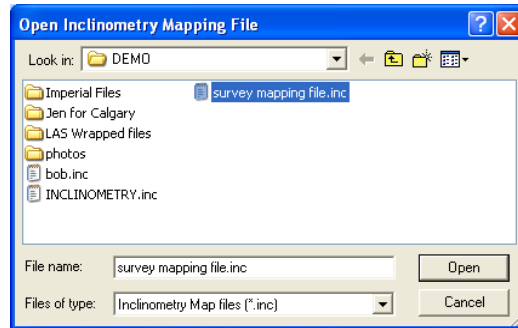 Open Inclinometry Mapping File
Look in: DEMO
Imperial Files
Jen for Calgary
LAS Wrapped files
photos
bob.inc
INCLINOMETRY.inc
survey mapping file.inc
File name: survey mapping file.inc Open
Files of type: Inclinometry Map files (*.inc) Cancel